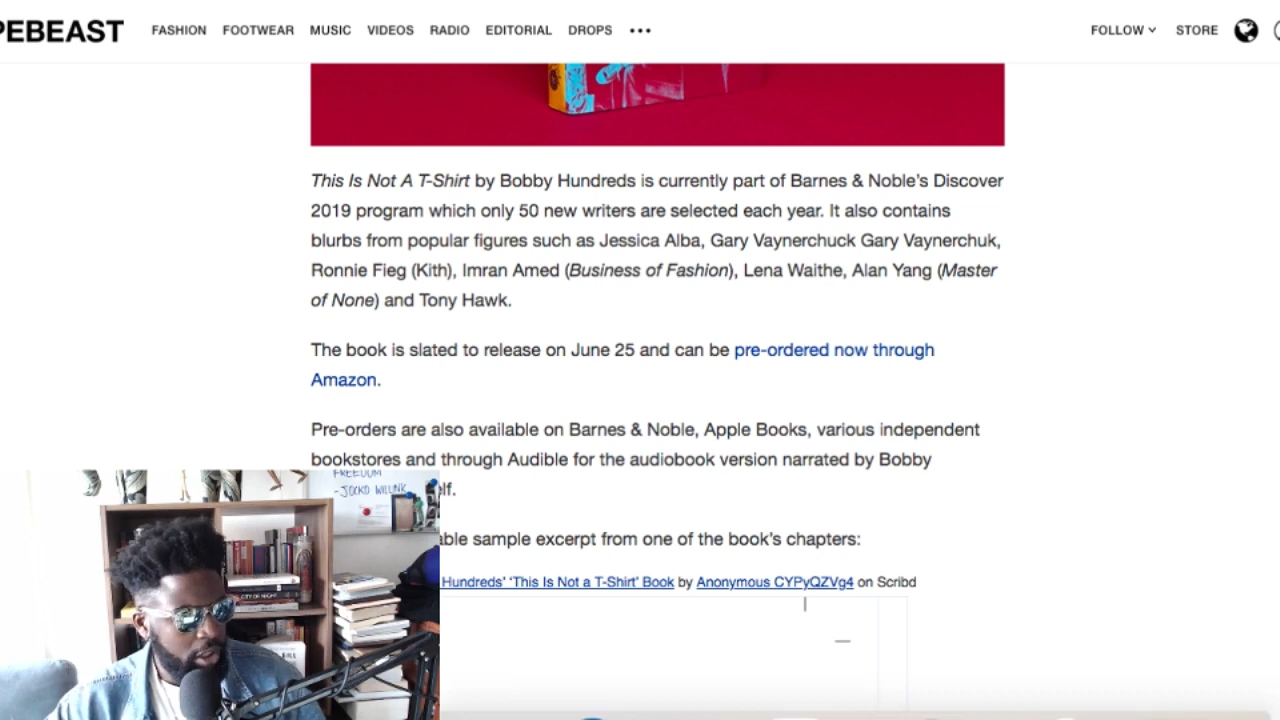 PEBEAST FASHION FOOTWEAR MUSIC VIDEOS RADIO EDITORIAL DROPS ••• FOLLOW STORE
This Is Not A T-Shirt by Bobby Hundreds is currently part of Barnes & Noble's Discover
2019 program which only 50 new writers are selected each year. It also contains
blurbs from popular figures such as Jessica Alba, Gary Vaynerchuck Gary Vaynerchuk,
Ronnie Fieg (Kith), Imran Amed (Business of Fashion), Lena Waithe, Alan Yang (Master
of None) and Tony Hawk.
The book is slated to release on June 25 and can be pre-ordered now through
Amazon.
Pre-orders are also available on Barnes & Noble, Apple Books, various independent
bookstores and through Audible for the audiobook version narrated by Bobby
elf.
able sample excerpt from one of the book's chapters:
Hundreds' 'This Is Not a T-Shirt' Book by Anonymous CYPyQZVg4 on Scribd
FREEDOM
-JOCKO WILLINK
CITY OF NIGHT